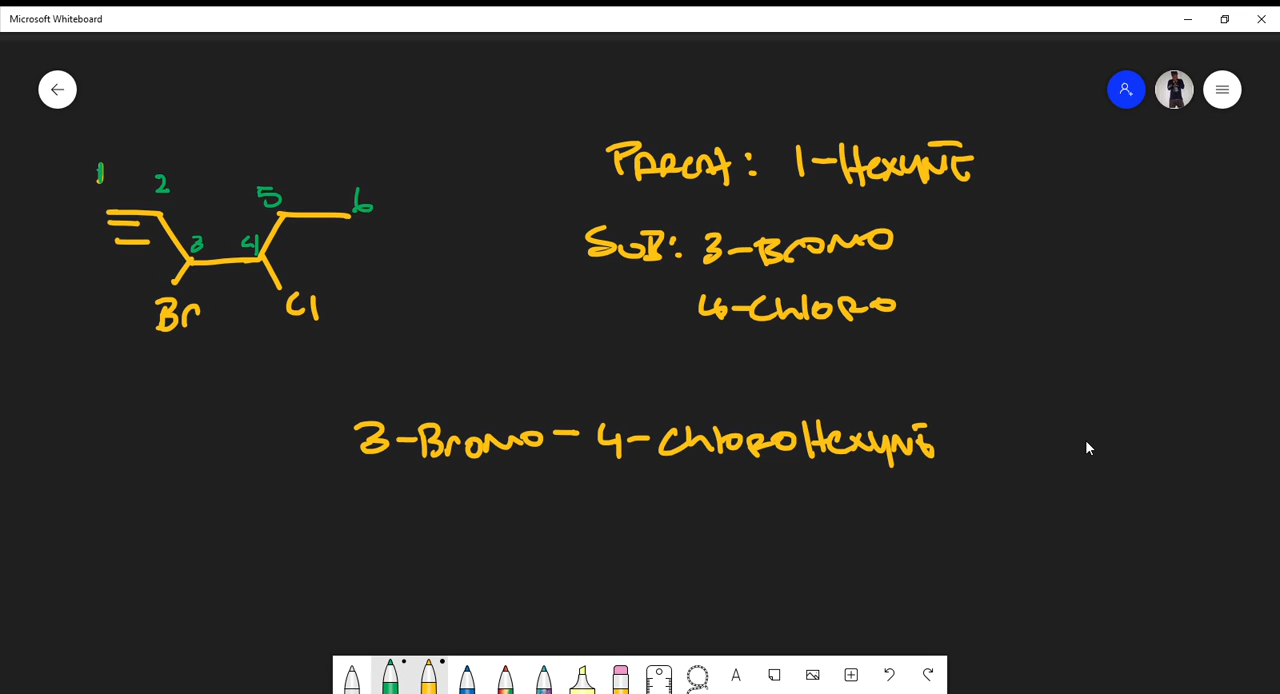 Microsoft Whiteboard
Parent: 1-Hexyne
1 2 3 4 5 6
Sub: 3-Bromo
Br Cl
4-Chloro
3-Bromo-4-ChloroHexyne
A